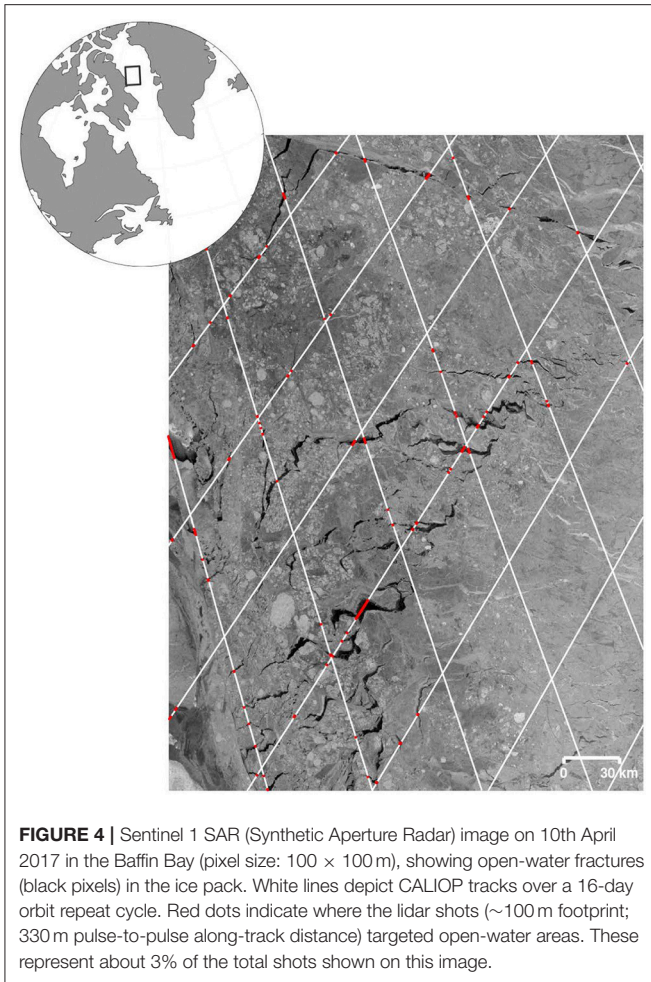 0 30 km
FIGURE 4 | Sentinel 1 SAR (Synthetic Aperture Radar) image on 10th April
2017 in the Baffin Bay (pixel size: 100 × 100 m), showing open-water fractures
(black pixels) in the ice pack. White lines depict CALIOP tracks over a 16-day
orbit repeat cycle. Red dots indicate where the lidar shots (∼100 m footprint;
330 m pulse-to-pulse along-track distance) targeted open-water areas. These
represent about 3% of the total shots shown on this image.